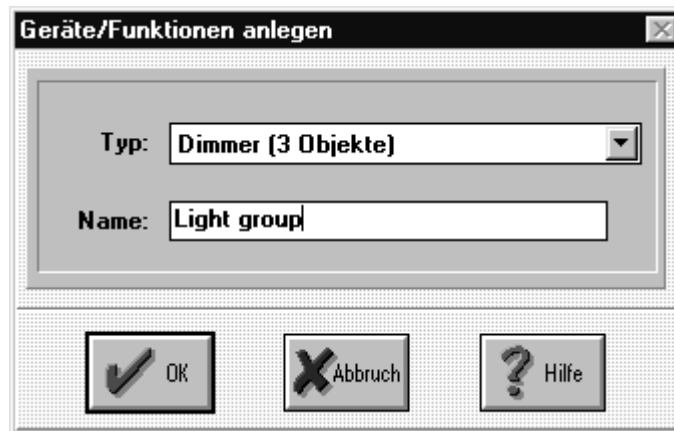 Geräte/Funktionen anlegen
Typ: Dimmer (3 Objekte)
Name: Light group
OK Abbruch Hilfe